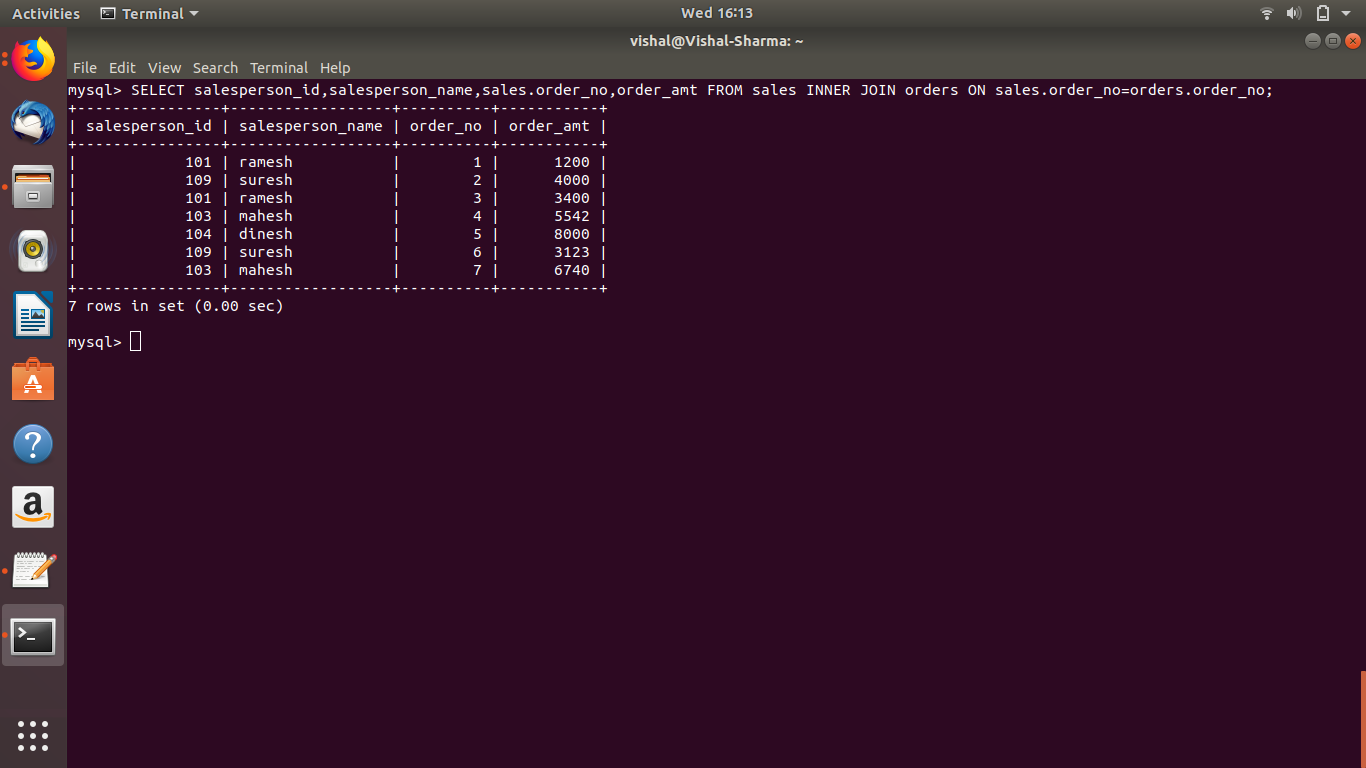 Activities Terminal Wed 16:13
vishal@Vishal-Sharma: ~
File Edit View Search Terminal Help
mysql> SELECT salesperson_id,salesperson_name,sales.order_no,order_amt FROM sales INNER JOIN orders ON sales.order_no=orders.order_no;
+----------------+------------------+----------+-----------+
| salesperson_id | salesperson_name | order_no | order_amt |
+----------------+------------------+----------+-----------+
|            101 | ramesh           |        1 |      1200 |
|            109 | suresh           |        2 |      4000 |
|            101 | ramesh           |        3 |      3400 |
|            103 | mahesh           |        4 |      5542 |
|            104 | dinesh           |        5 |      8000 |
|            109 | suresh           |        6 |      3123 |
|            103 | mahesh           |        7 |      6740 |
+----------------+------------------+----------+-----------+
7 rows in set (0.00 sec)
mysql>